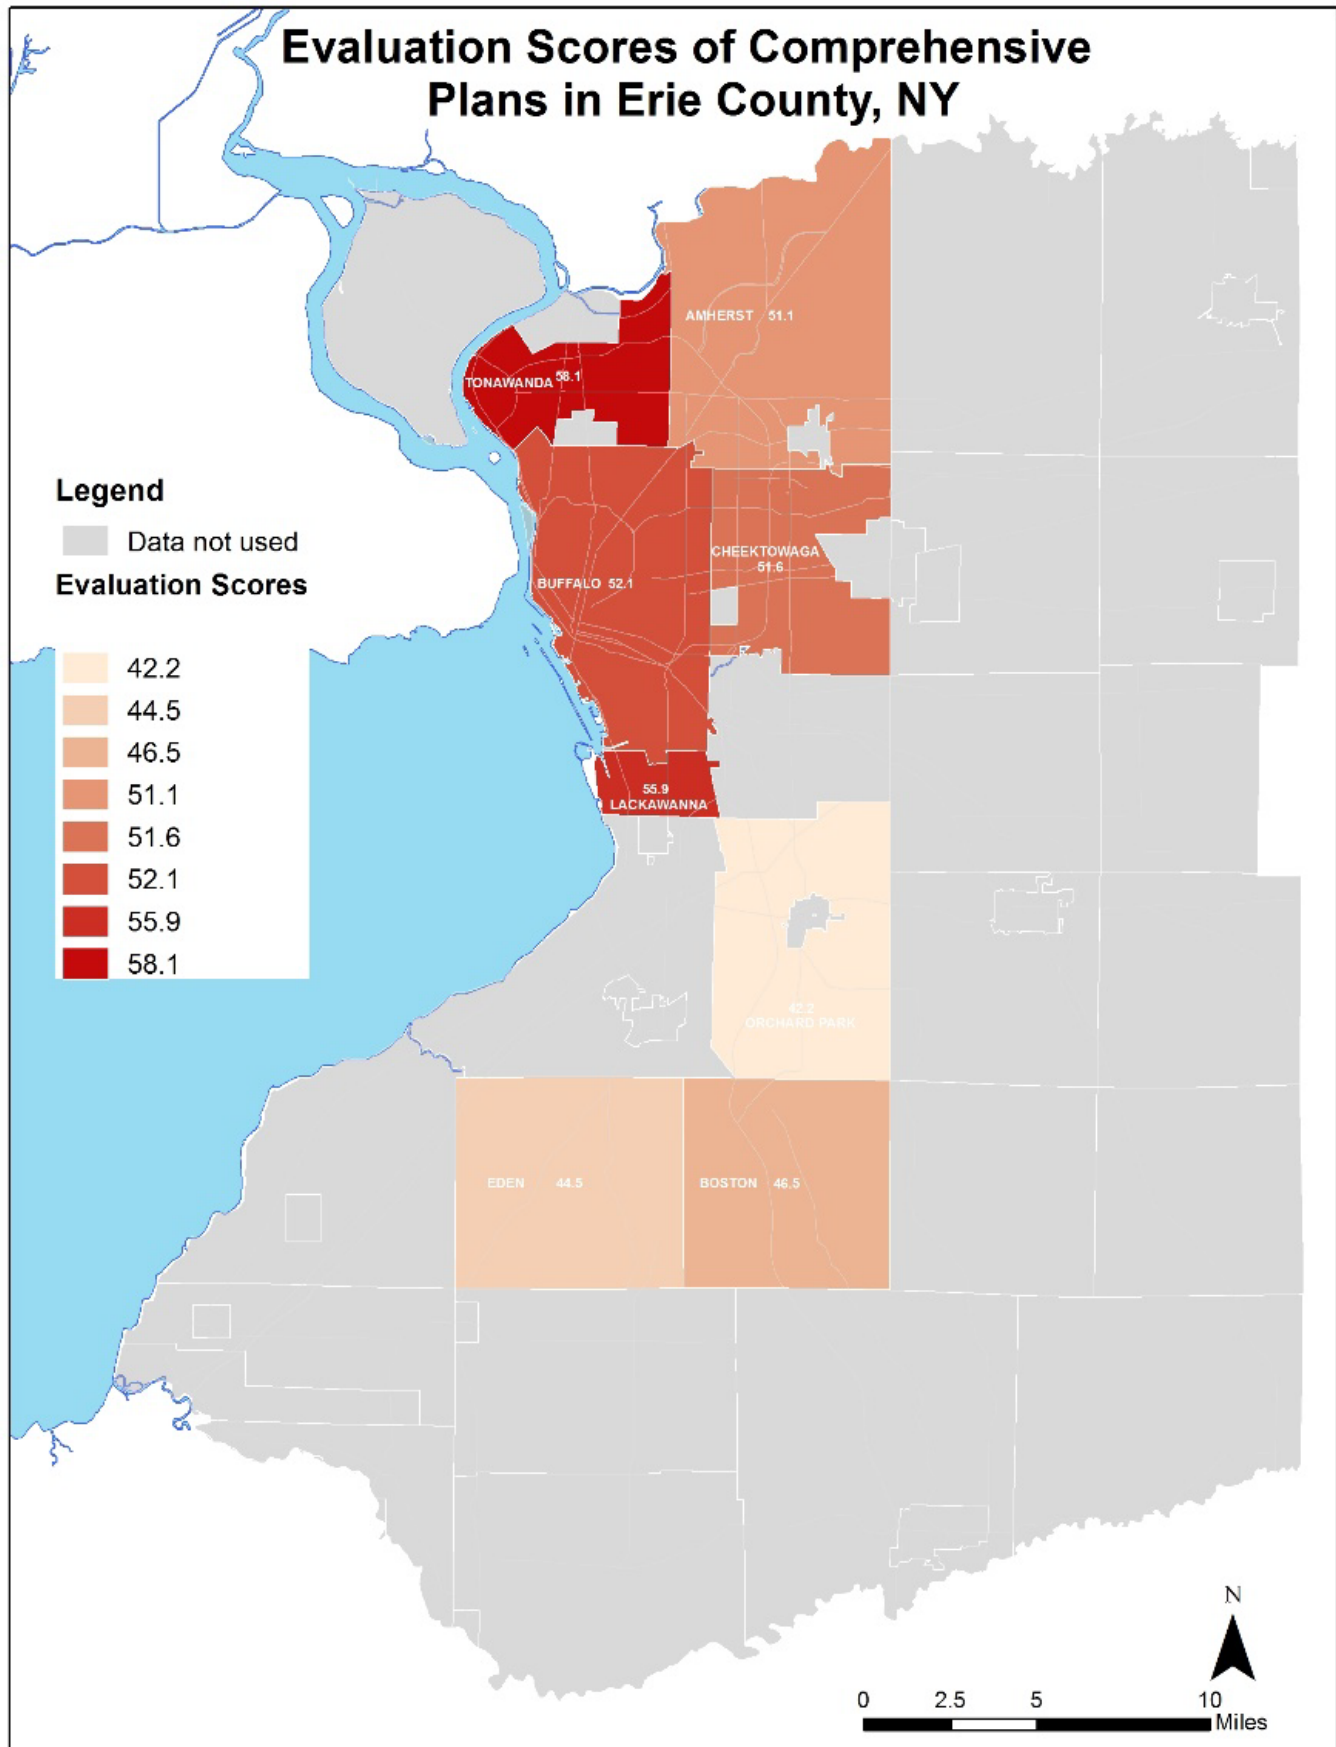 Evaluation Scores of Comprehensive
Plans in Erie County, NY
AMHERST 51.1
TONAWANDA 58.1
Legend
Data not used
Evaluation Scores
42.2
44.5
46.5
51.1
51.6
52.1
55.9
58.1
CHEEKTOWAGA
51.6
BUFFALO 52.1
55.9
LACKAWANNA
42.2
ORCHARD PARK
EDEN 44.5
BOSTON 46.5
N
0 2.5 5 10
Miles